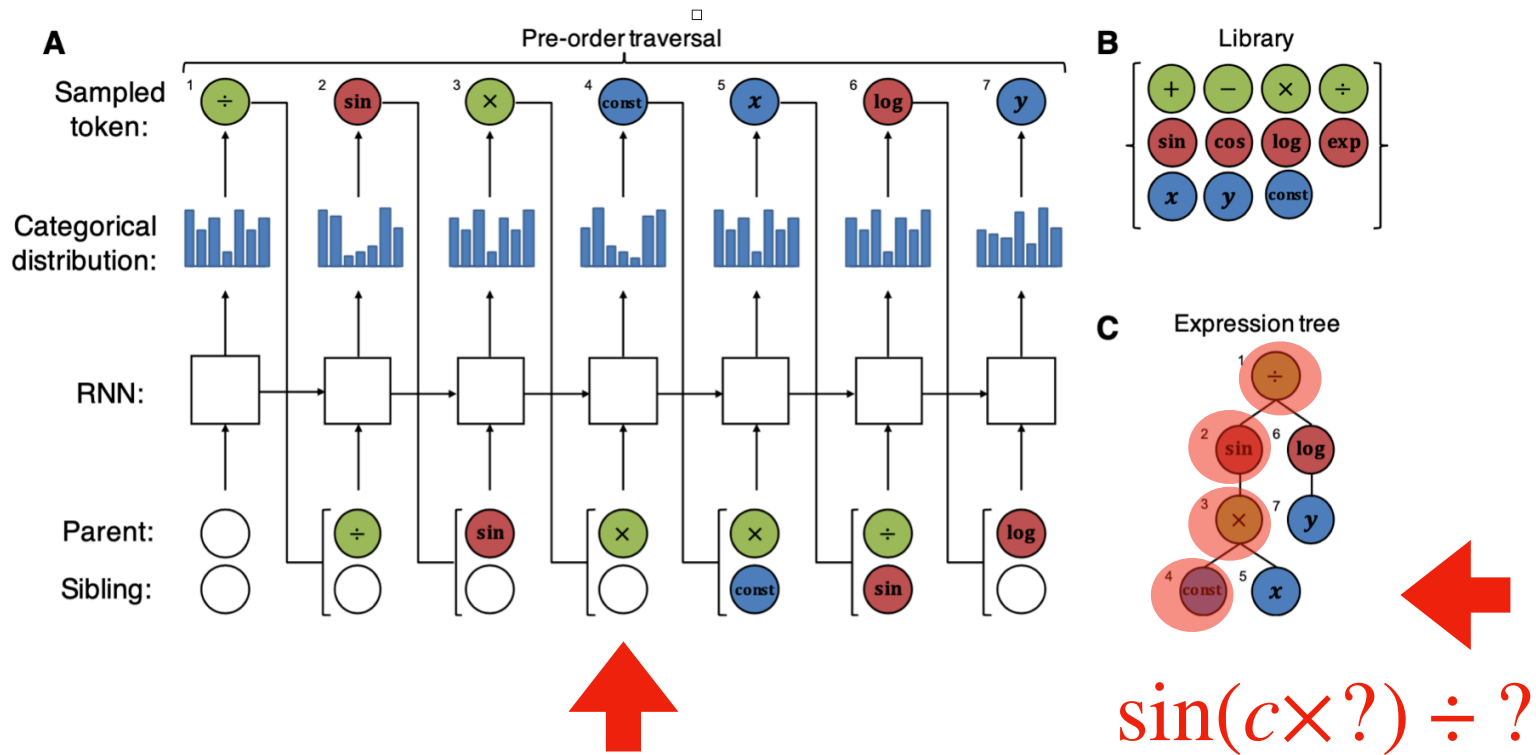 A
Pre-order traversal
Sampled token:
1 ÷
2 sin
3 ×
4 const
5 x
6 log
7 y
Categorical distribution:
RNN:
Parent:
÷ sin × × ÷ log
Sibling:
const sin
B
Library
+ − × ÷
sin cos log exp
x y const
C
Expression tree
1 ÷
2 sin 6 log
3 × 7 y
4 const 5 x
sin(c×?) ÷ ?